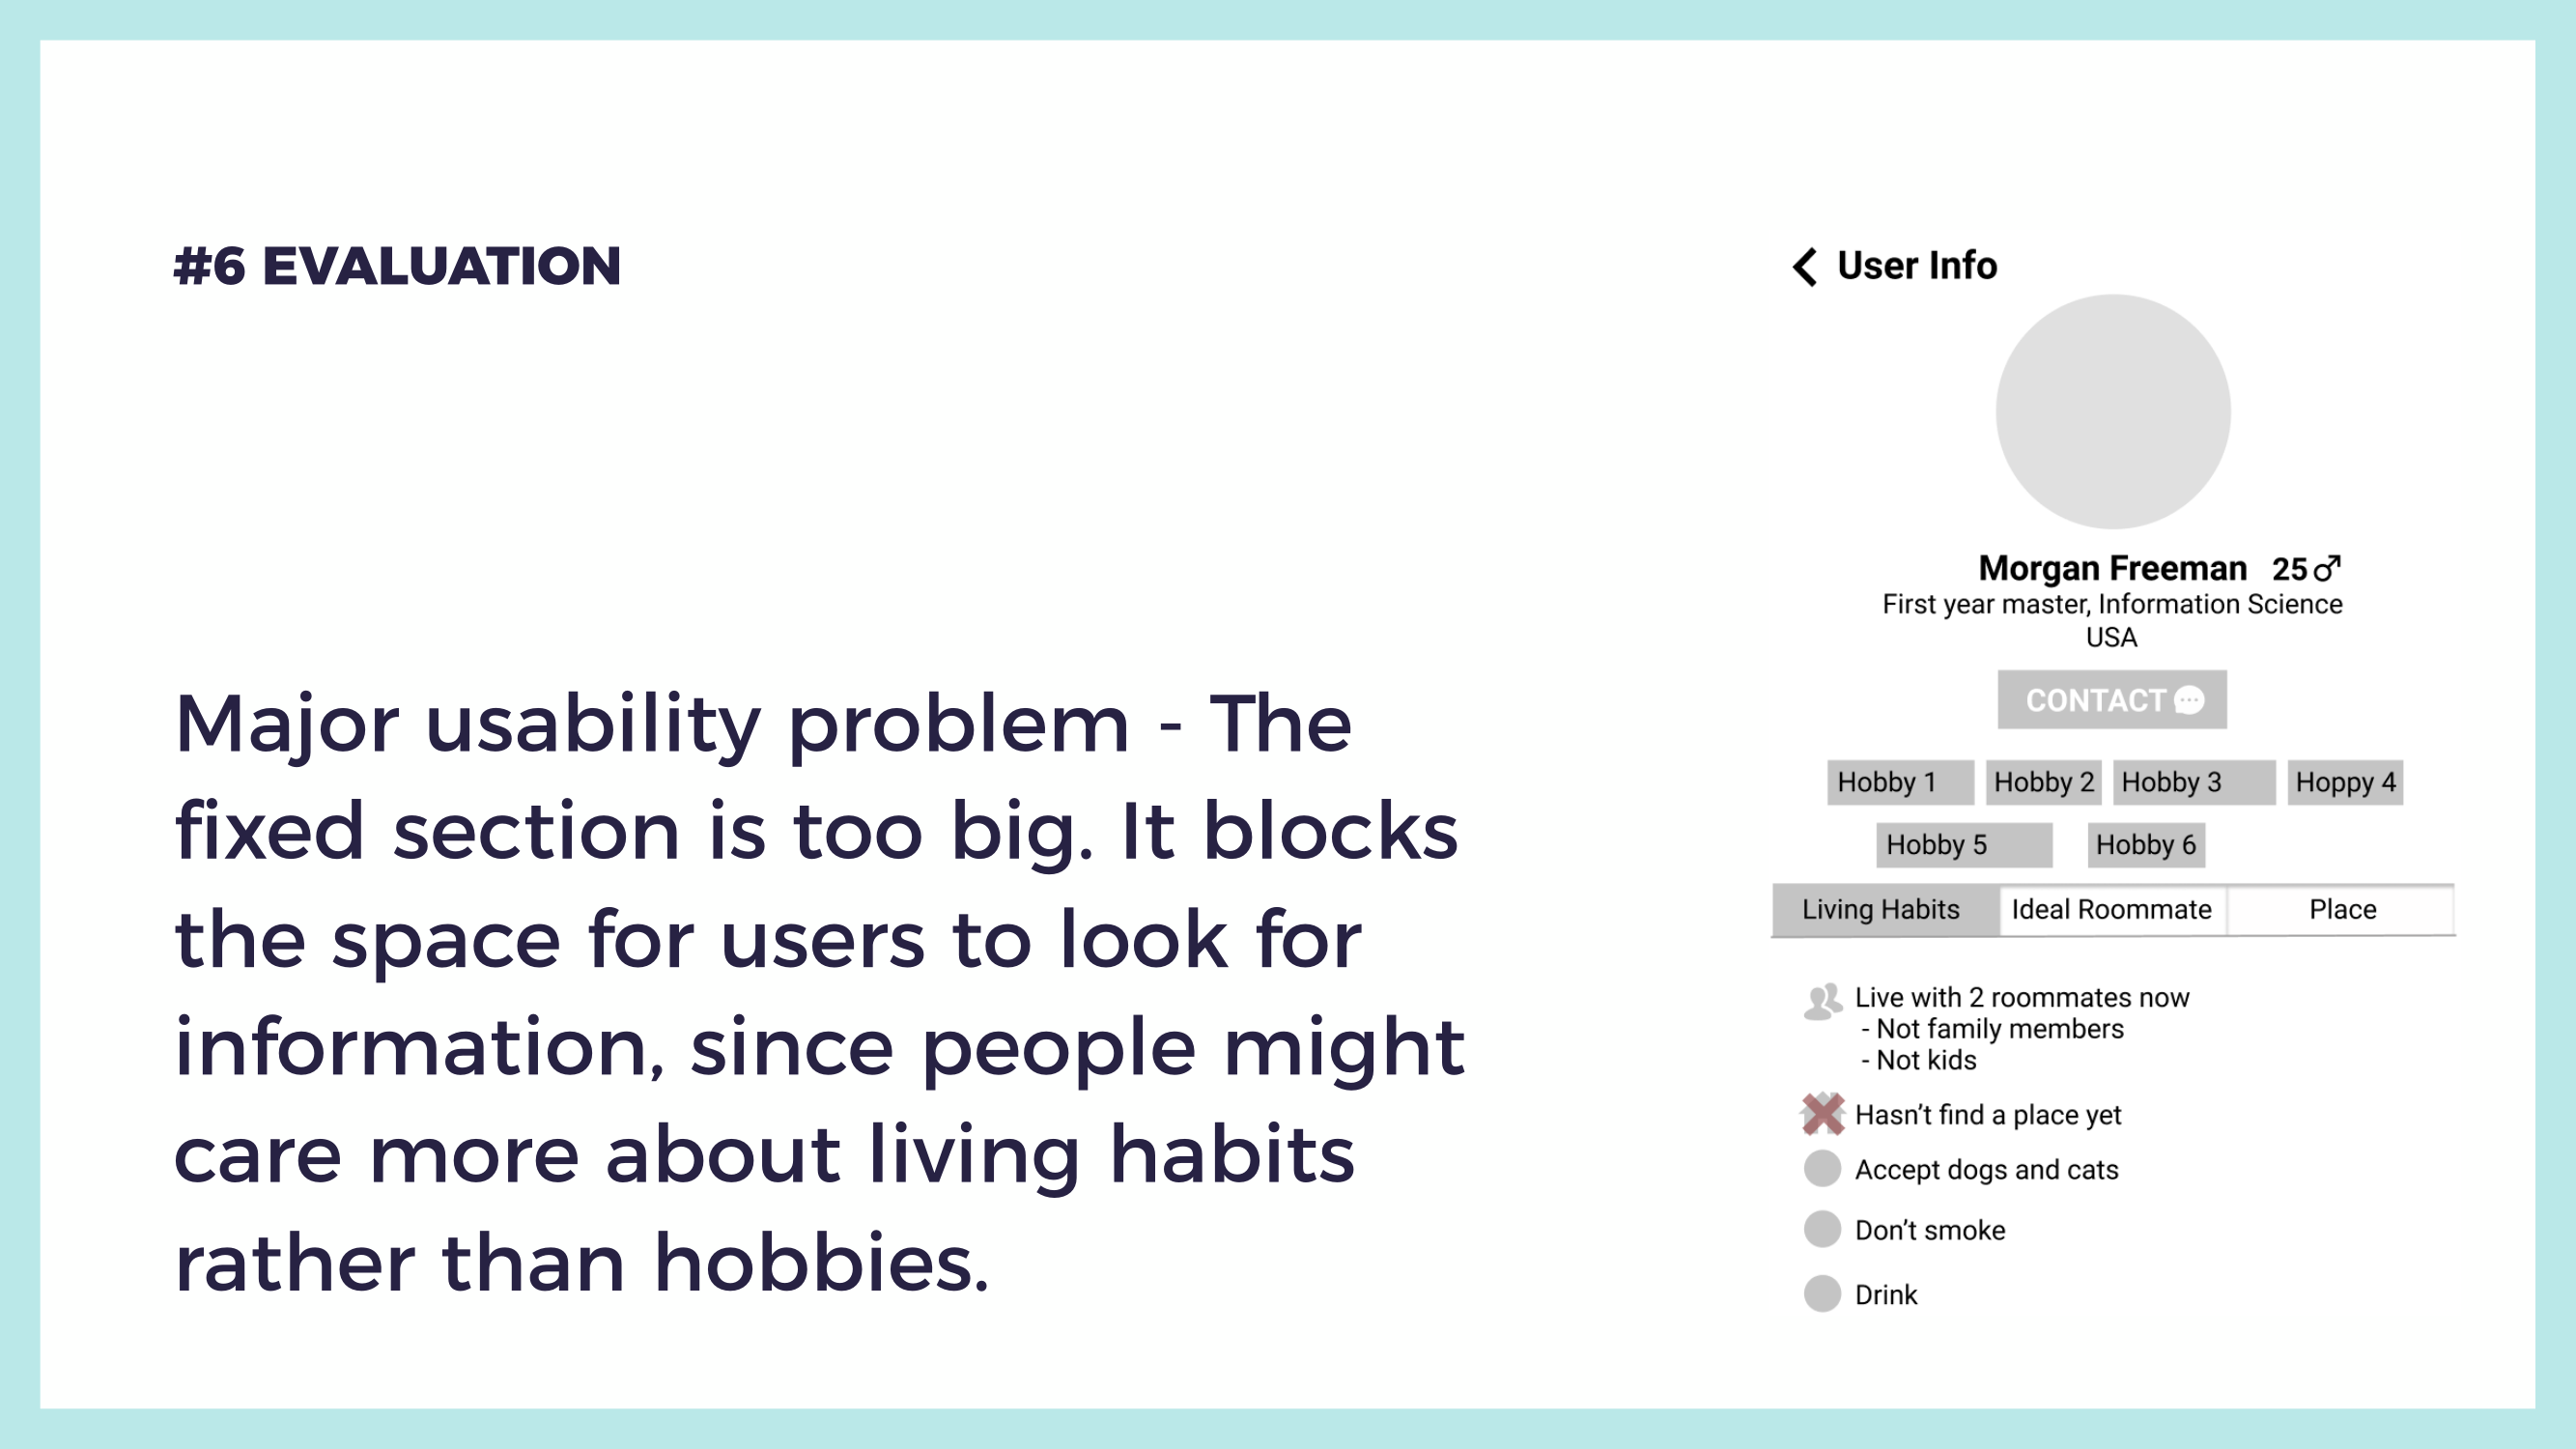 #6 EVALUATION
Major usability problem - The
fixed section is too big. It blocks
the space for users to look for
information, since people might
care more about living habits
rather than hobbies.
User Info
Morgan Freeman 25♂
First year master, Information Science
USA
CONTACT
Hobby 1 Hobby 2 Hobby 3 Hoppy 4
Hobby 5 Hobby 6
Living Habits Ideal Roommate Place
Live with 2 roommates now
- Not family members
- Not kids
Hasn't find a place yet
Accept dogs and cats
Don't smoke
Drink